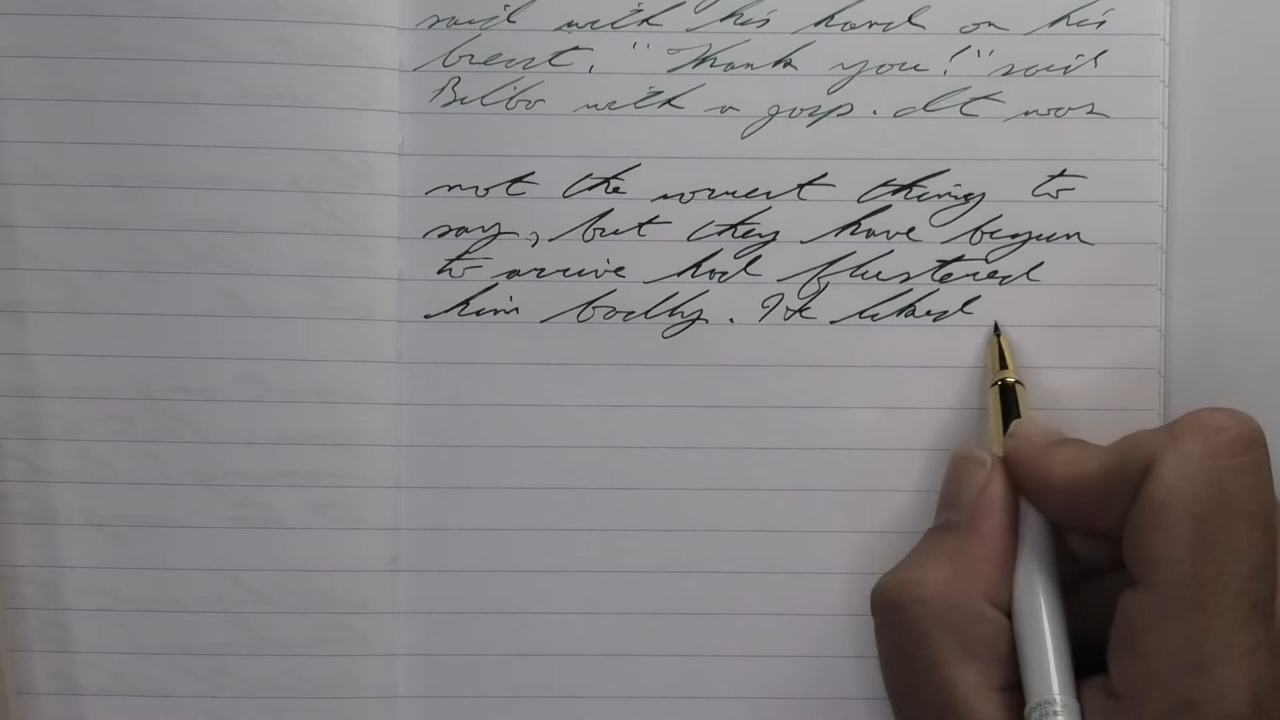 said with his hand on his
breast. "Thank you!" said
Bilbo with a gasp. It was
not the correct thing to
say, but they have begun
to arrive had flustered
him badly. He liked